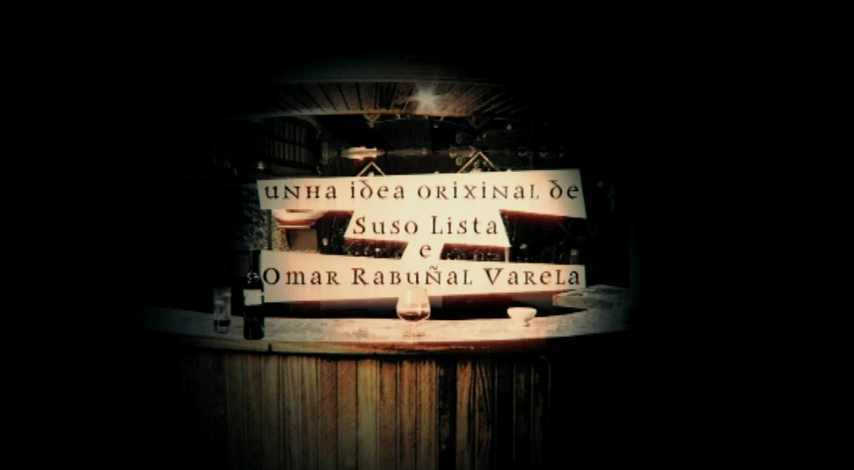 unha idea orixinal de
Suso Lista
e
Omar Rabuñal Varela